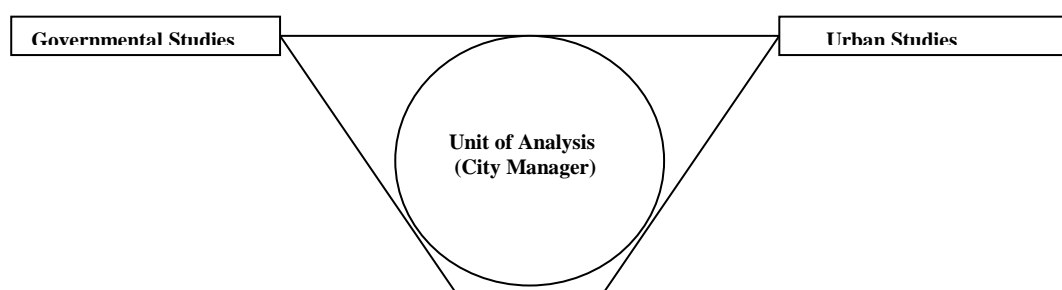 Governmental Studies
Urban Studies
Unit of Analysis
(City Manager)